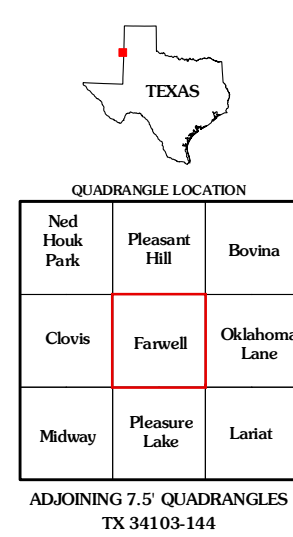 TEXAS
QUADRANGLE LOCATION
Ned
Houk
Park
Pleasant
Hill
Bovina
Clovis
Farwell
Oklahoma
Lane
Midway
Pleasure
Lake
Lariat
ADJOINING 7.5' QUADRANGLES
TX 34103-144